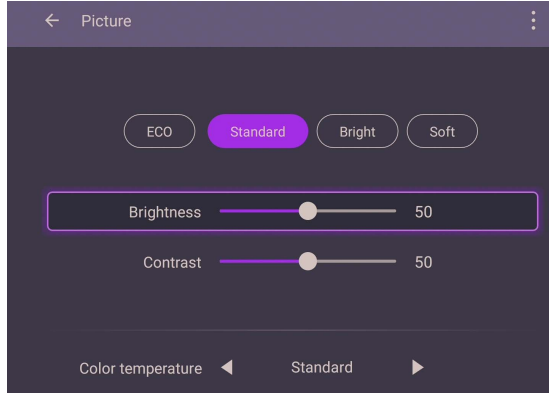 Picture
ECO Standard Bright Soft
Brightness 50
Contrast 50
Color temperature Standard